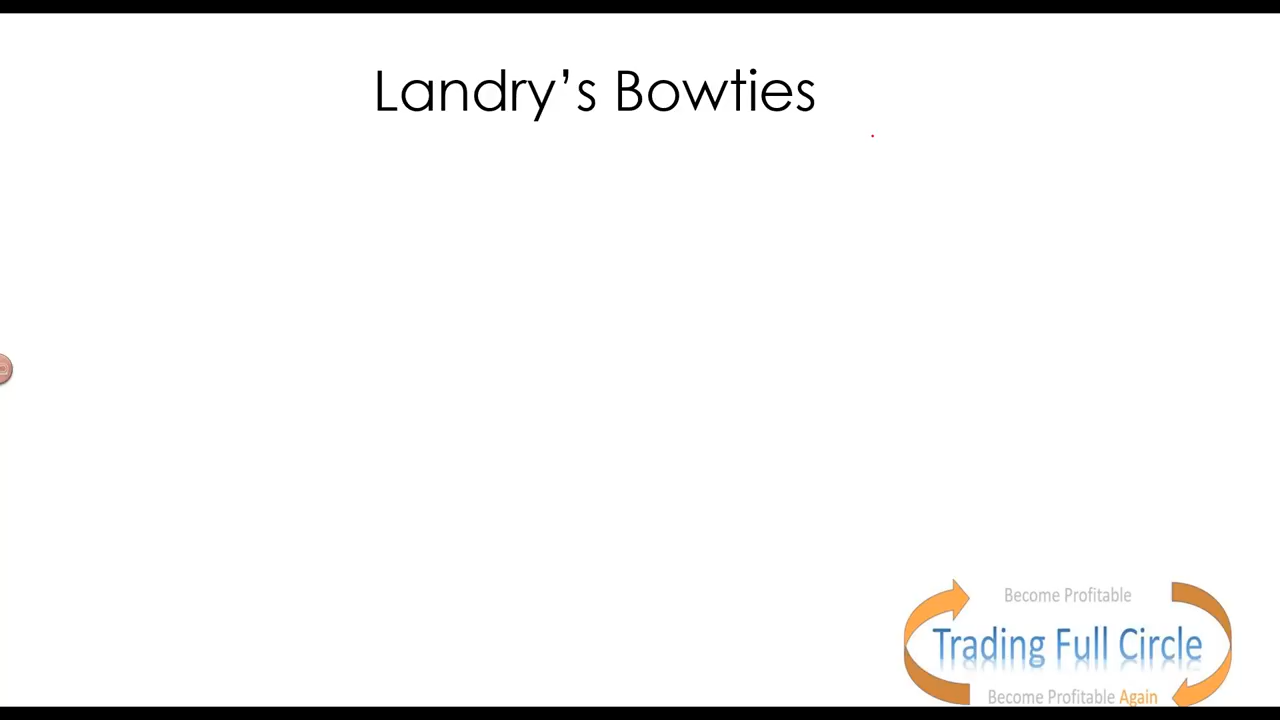 Landry’s Bowties
Become Profitable
Trading Full Circle
Become Profitable Again